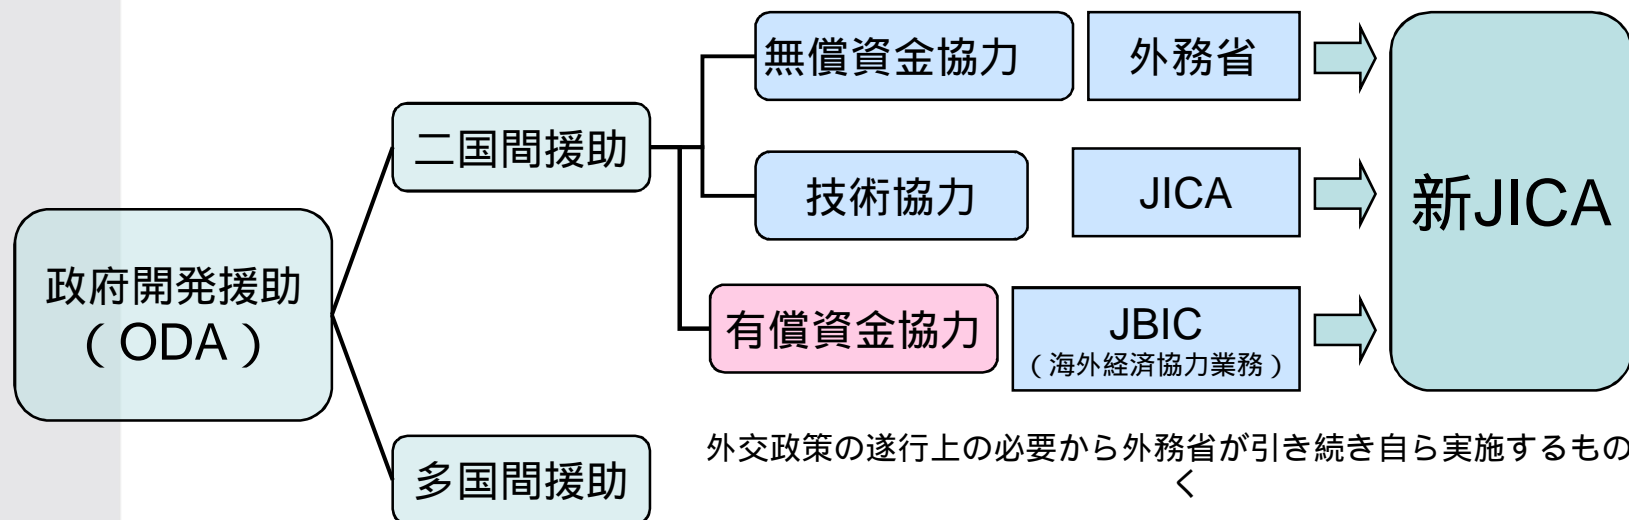 無償資金協力
外務省
二国間援助
技術協力
JICA
新JICA
政府開発援助
（ODA）
有償資金協力
JBIC
（海外経済協力業務）
多国間援助
外交政策の遂行上の必要から外務省が引き続き自ら実施するもの
く